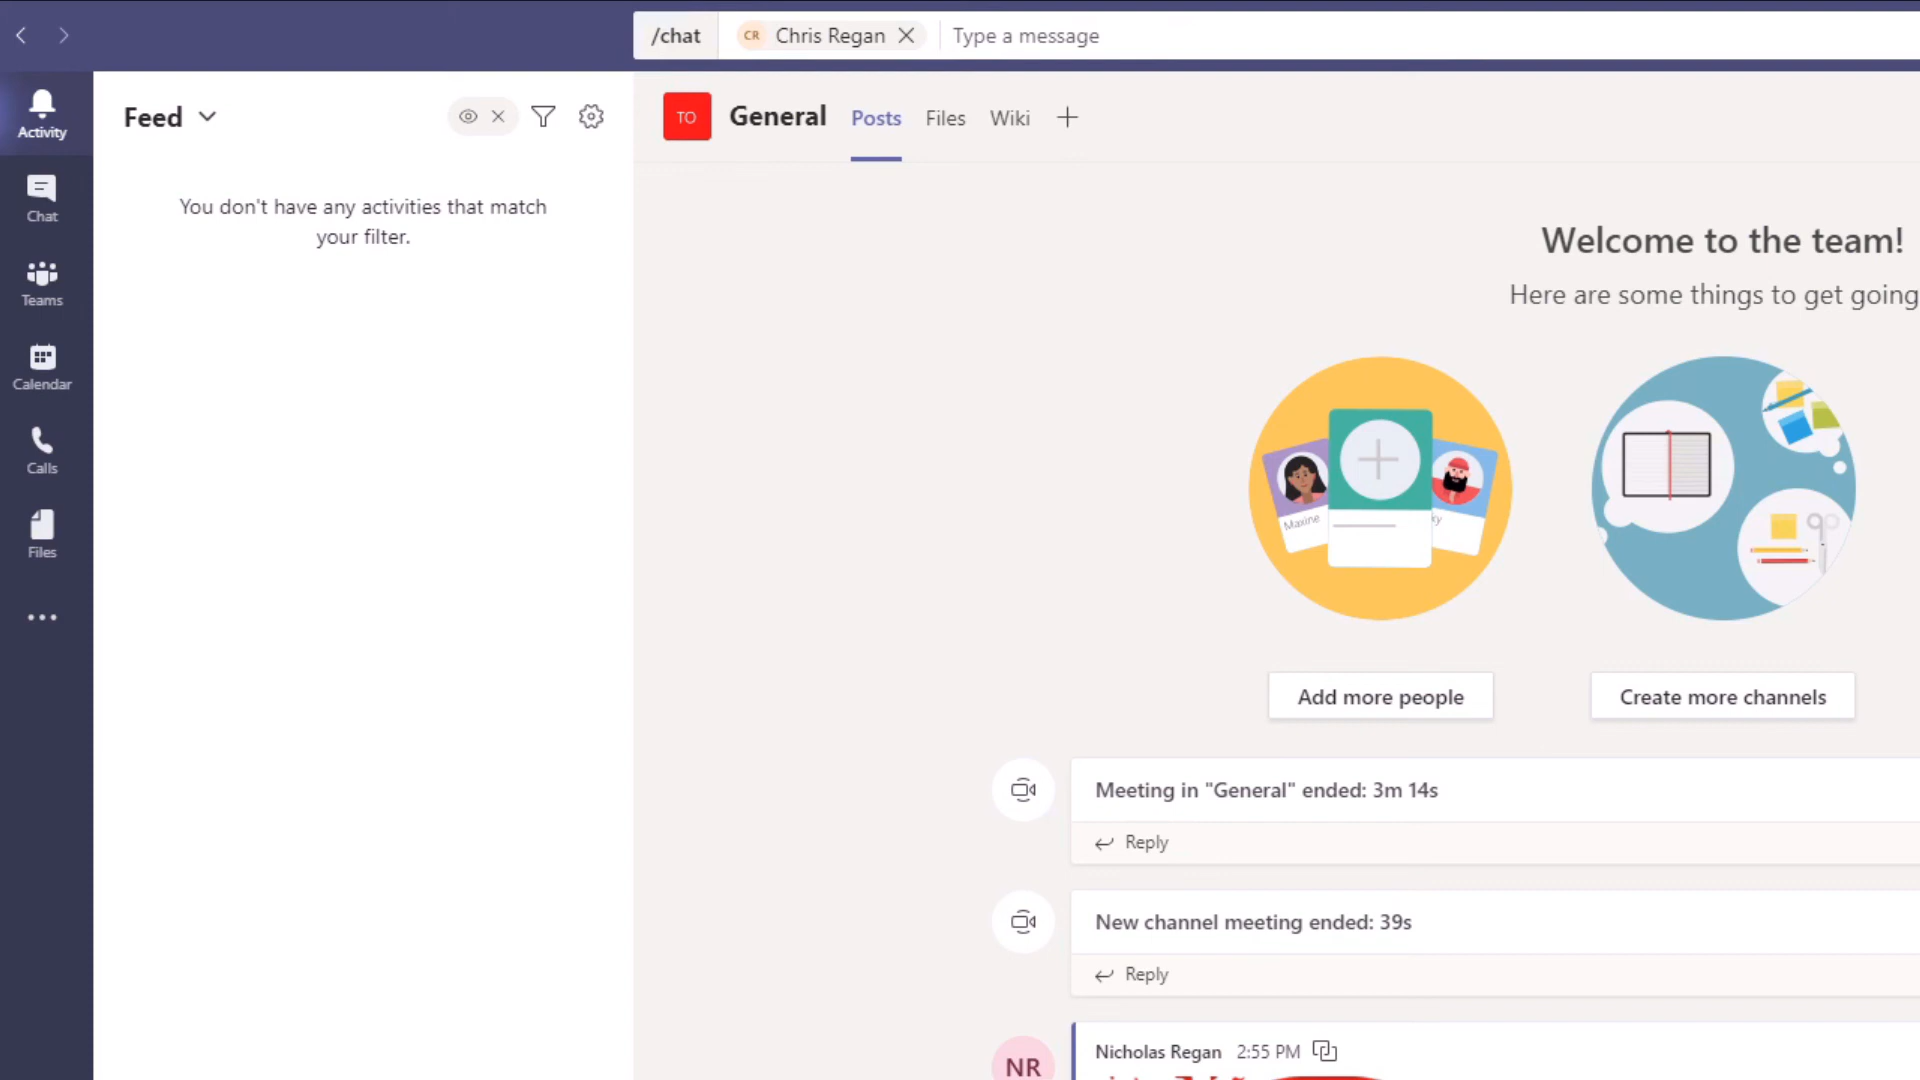 /chat
CR Chris Regan
Type a message
Activity
Chat
Teams
Calendar
Calls
Files
Feed
You don't have any activities that match
your filter.
TO General Posts Files Wiki
Welcome to the team!
Here are some things to get going
Maxine
Add more people
Create more channels
Meeting in "General" ended: 3m 14s
Reply
New channel meeting ended: 39s
Reply
NR
Nicholas Regan 2:55 PM